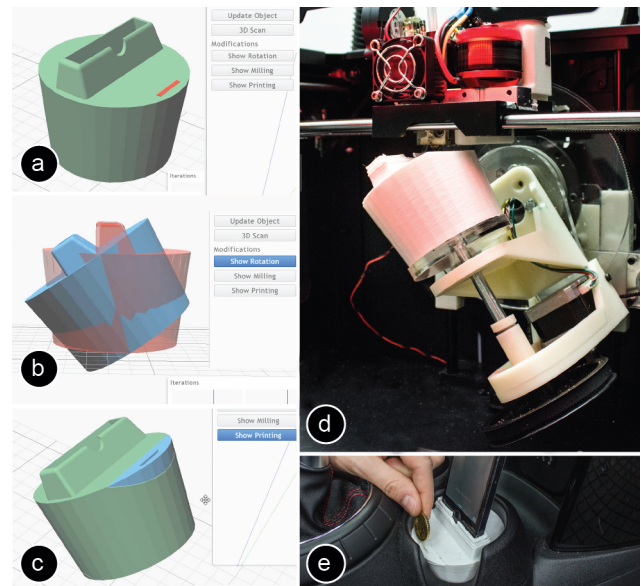 Update Object
3D Scan
Modifications
Show Rotation
Show Milling
Show Printing
Iterations
a
Update Object
3D Scan
Modifications
Show Rotation
Show Milling
Show Printing
Iterations
b
Show Milling
Show Printing
c
d
e